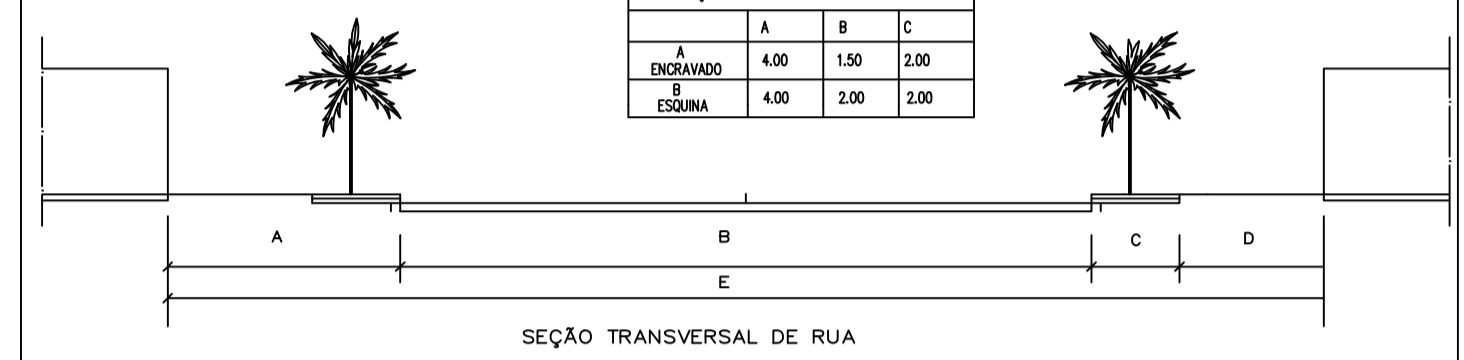 A B C
A
ENCRAVADO 4.00 1.50 2.00
B
ESQUINA 4.00 2.00 2.00
A B C D
E
SEÇÃO TRANSVERSAL DE RUA